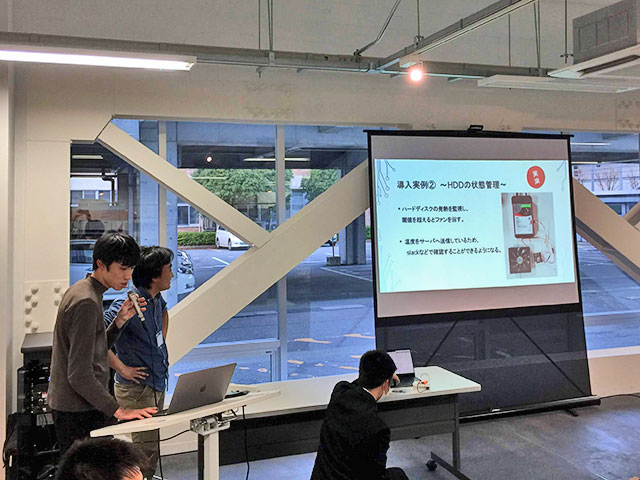 導入実例② ～HDDの状態管理～
実演
• ハードディスクの発熱を監視し、
閾値を超えるとファンを回す。
• 温度をサーバへ送信しているため、
slackなどで確認することができるようになる。